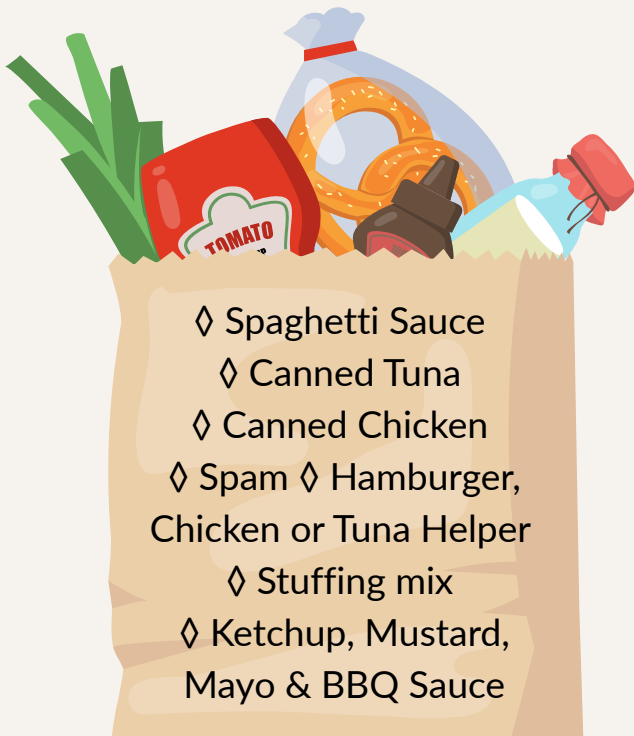 TOMATO
◊ Spaghetti Sauce
◊ Canned Tuna
◊ Canned Chicken
◊ Spam ◊ Hamburger,
Chicken or Tuna Helper
◊ Stuffing mix
◊ Ketchup, Mustard,
Mayo & BBQ Sauce